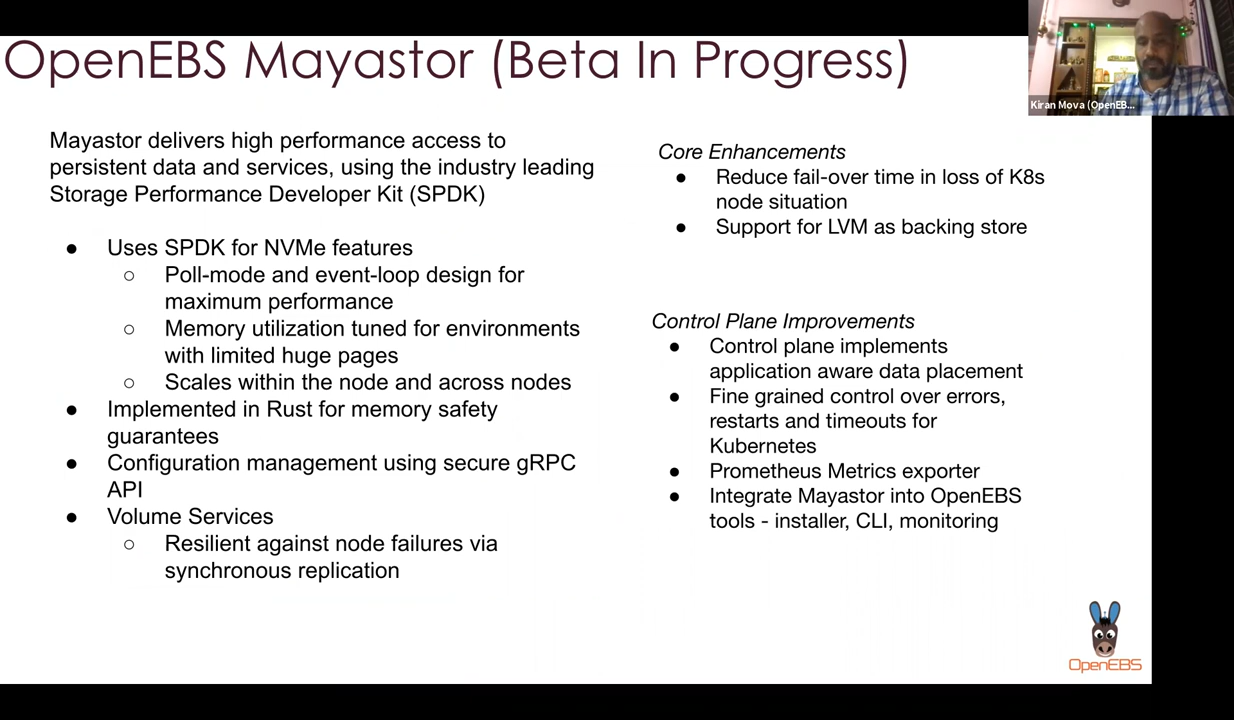 OpenEBS Mayastor (Beta In Progress)
Kiran Mova (OpenEB...
Mayastor delivers high performance access to
persistent data and services, using the industry leading
Storage Performance Developer Kit (SPDK)
● Uses SPDK for NVMe features
○ Poll-mode and event-loop design for
maximum performance
○ Memory utilization tuned for environments
with limited huge pages
○ Scales within the node and across nodes
● Implemented in Rust for memory safety
guarantees
● Configuration management using secure gRPC
API
● Volume Services
○ Resilient against node failures via
synchronous replication
Core Enhancements
● Reduce fail-over time in loss of K8s
node situation
● Support for LVM as backing store
Control Plane Improvements
● Control plane implements
application aware data placement
● Fine grained control over errors,
restarts and timeouts for
Kubernetes
● Prometheus Metrics exporter
● Integrate Mayastor into OpenEBS
tools - installer, CLI, monitoring
OpenEBS